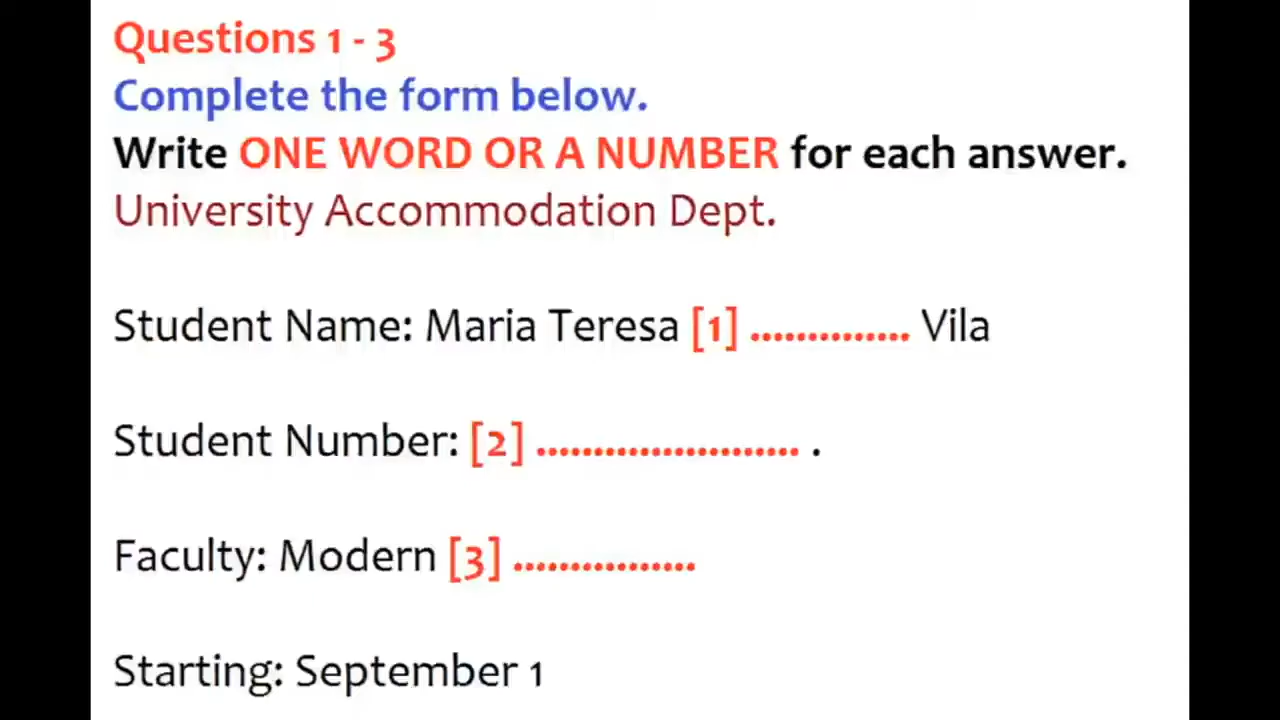 Questions 1 - 3
Complete the form below.
Write ONE WORD OR A NUMBER for each answer.
University Accommodation Dept.
Student Name: Maria Teresa [1] .............. Vila
Student Number: [2] ....................... .
Faculty: Modern [3] ................
Starting: September 1